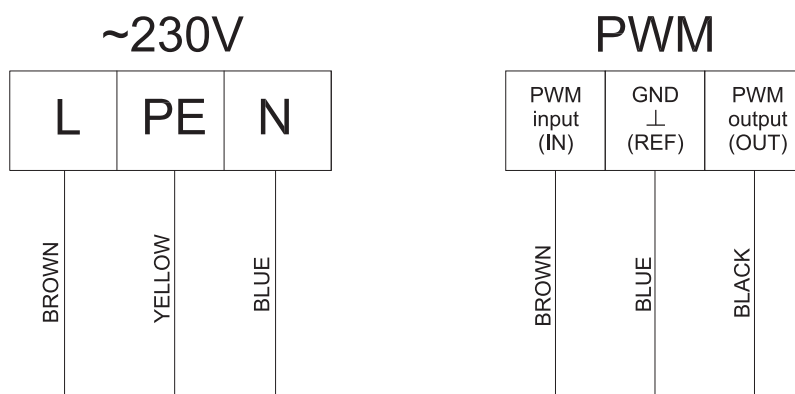 ~230V
L
PE
N
BROWN
YELLOW
BLUE
PWM
PWM
input
(IN)
GND
⊥
(REF)
PWM
output
(OUT)
BROWN
BLUE
BLACK